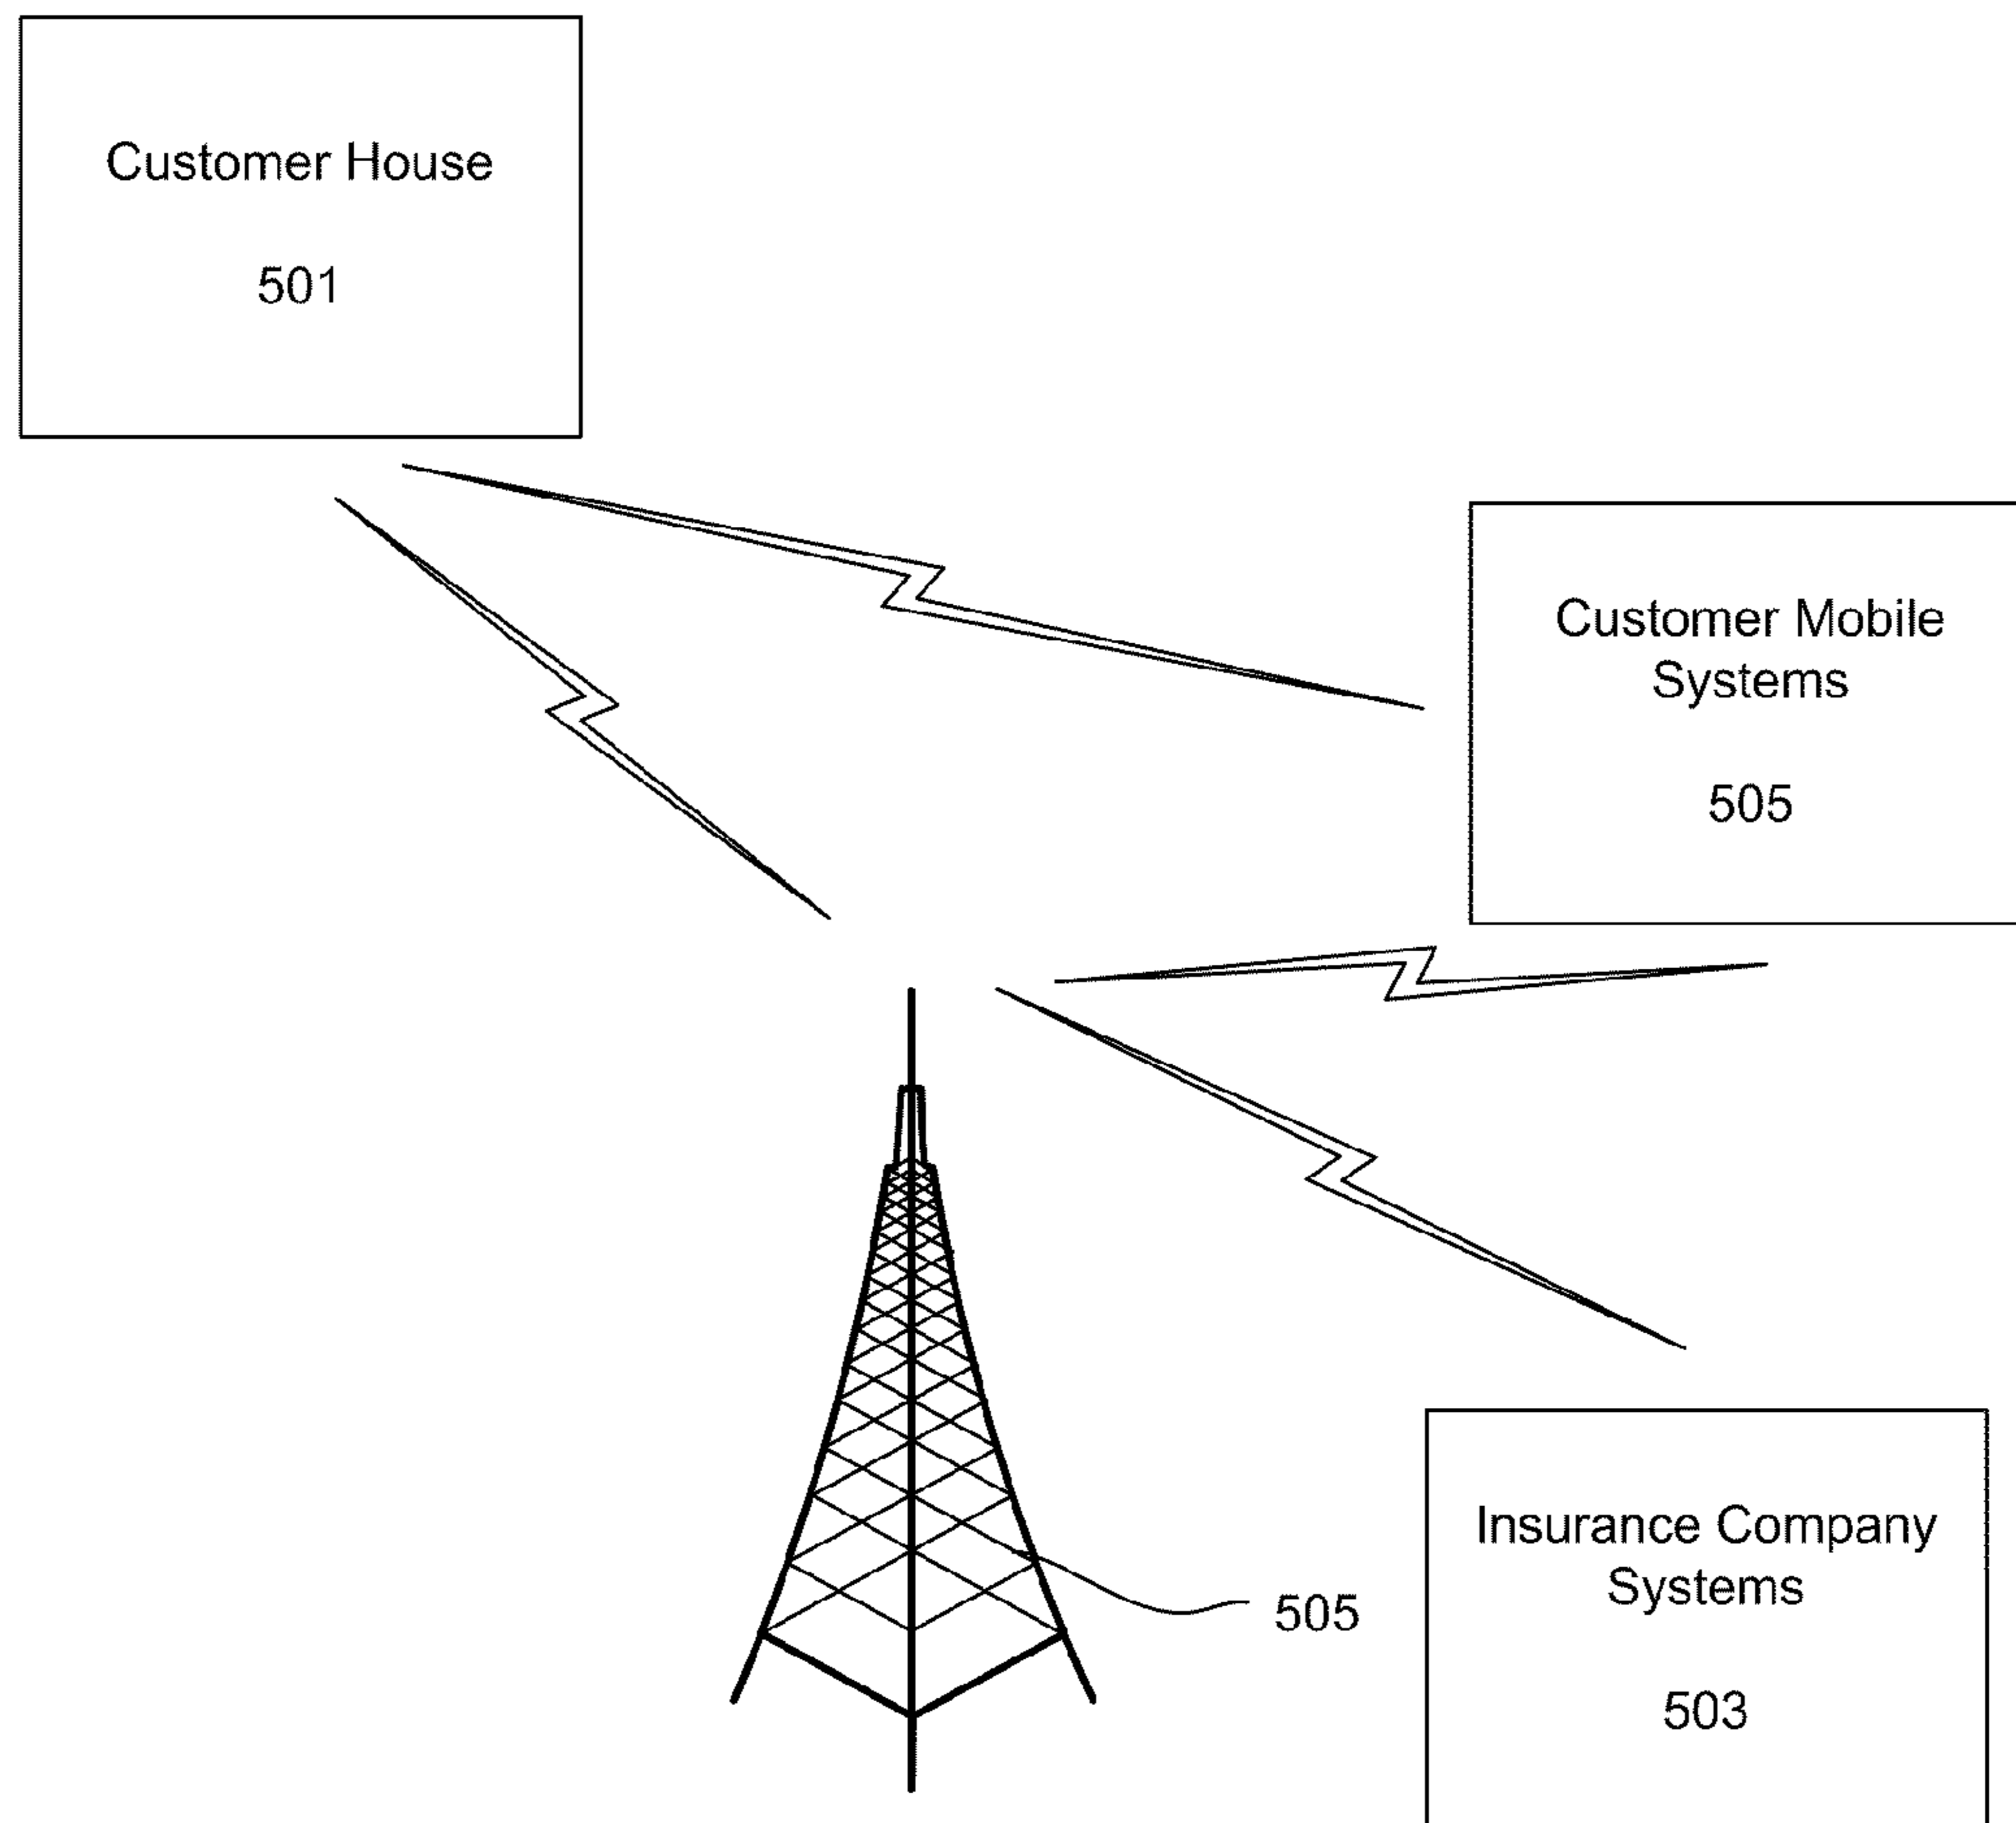 Customer House
501
Customer Mobile
Systems
505
505
Insurance Company
Systems
503